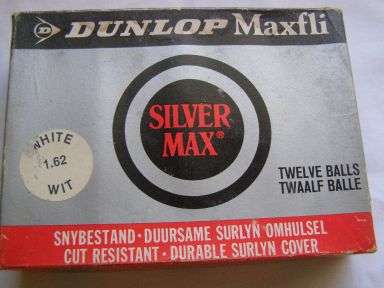 DUNLOP Maxfli
SILVER
MAX®
WHITE
1.62
WIT
TWELVE BALLS
TWAALF BALLE
SNYBESTAND · DUURSAME SURLYN OMHULSEL
CUT RESISTANT · DURABLE SURLYN COVER